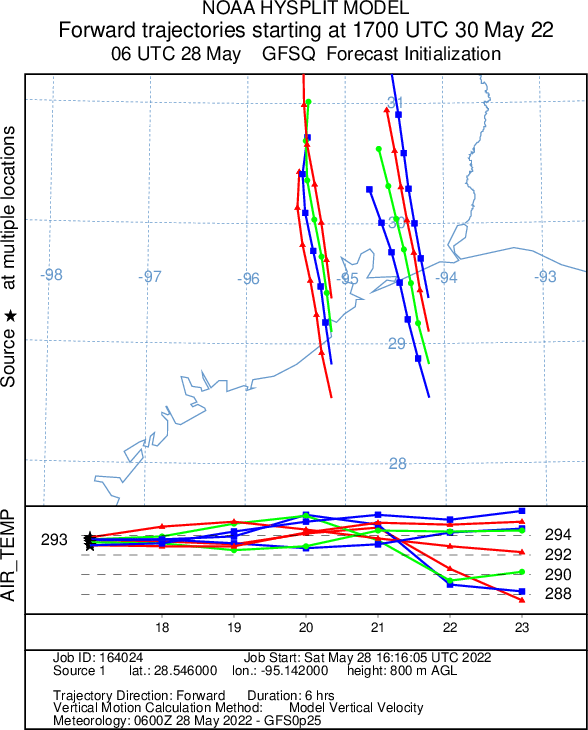 NOAA HYSPLIT MODEL
Forward trajectories starting at 1700 UTC 30 May 22
06 UTC 28 May GFSQ Forecast Initialization
Source ★ at multiple locations
31
30
-98
-97
-96
-95
-94
-93
29
28
AIR_TEMP
293
294
292
290
288
18 19 20 21 22 23
Job ID: 164024 Job Start: Sat May 28 16:16:05 UTC 2022
Source 1 lat.: 28.546000 lon.: -95.142000 height: 800 m AGL
Trajectory Direction: Forward Duration: 6 hrs
Vertical Motion Calculation Method: Model Vertical Velocity
Meteorology: 0600Z 28 May 2022 - GFS0p25